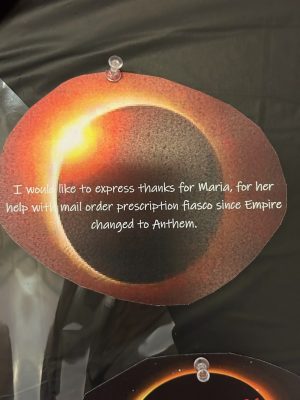 I would like to express thanks for Maria, for her
help with mail order prescription fiasco since Empire
changed to Anthem.